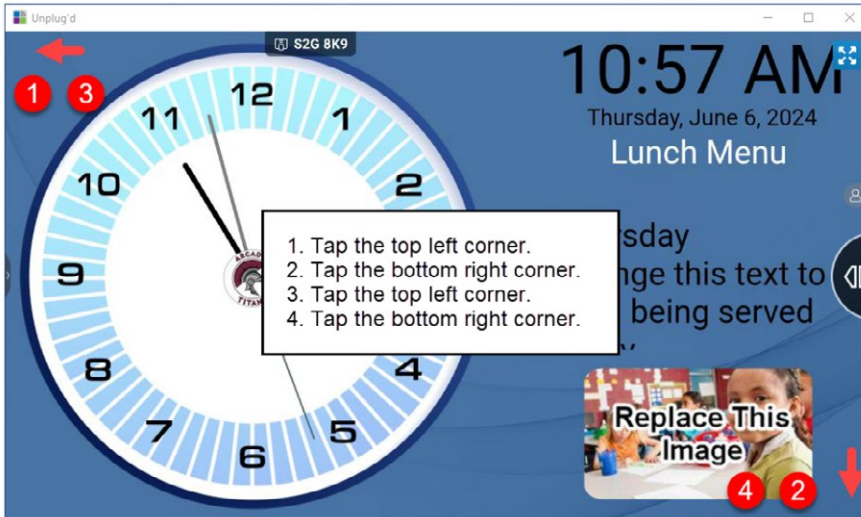 Unplug'd
S2G 8K9
1
3
12
1
2
4
5
6
7
8
9
10
11
ARCAD
TITAN
10:57 AM
Thursday, June 6, 2024
Lunch Menu
1. Tap the top left corner.
2. Tap the bottom right corner.
3. Tap the top left corner.
4. Tap the bottom right corner.
rsday
nge this text to
being served
Replace This
Image
4
2